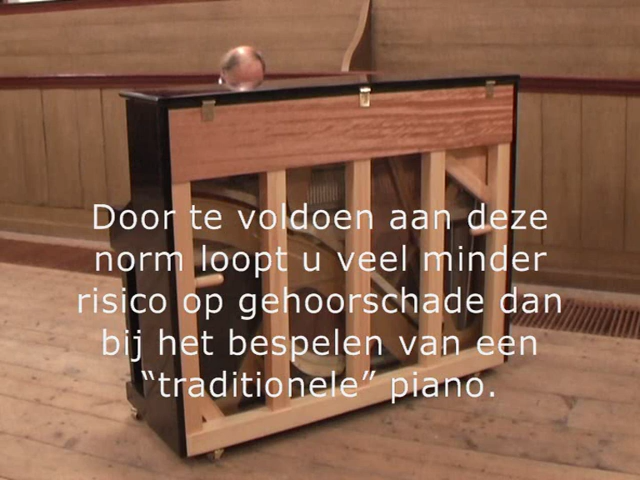 Door te voldoen aan deze
norm loopt u veel minder
risico op gehoorschade dan
bij het bespelen van een
“traditionele” piano.